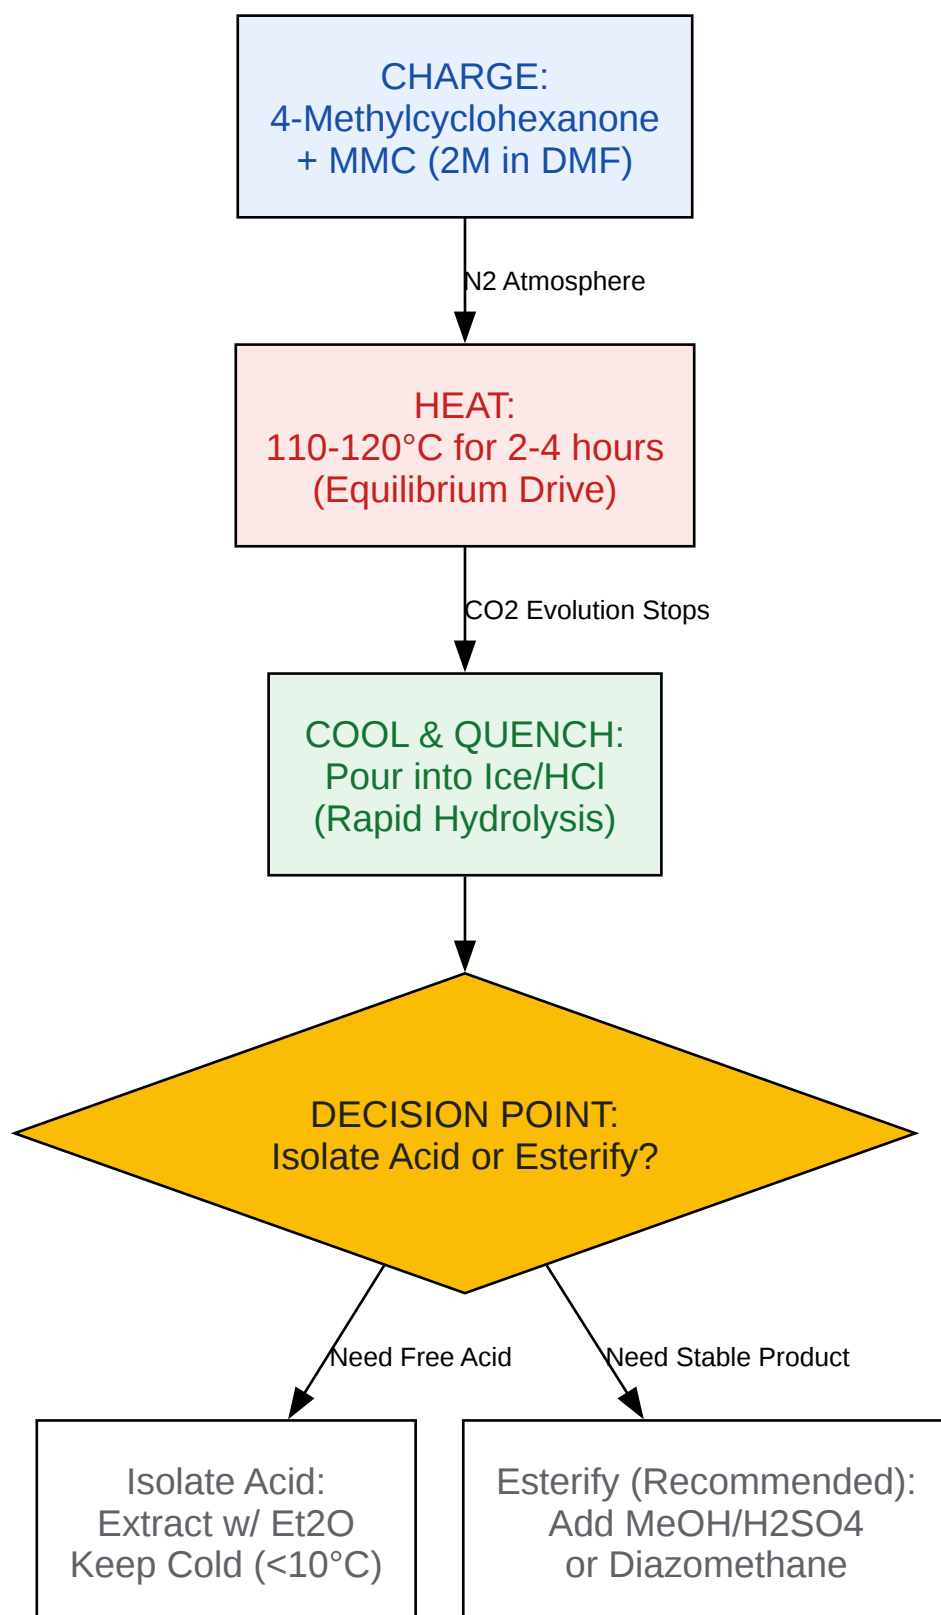 CHARGE:
4-Methylcyclohexanone
+ MMC (2M in DMF)
N2 Atmosphere
HEAT:
110-120°C for 2-4 hours
(Equilibrium Drive)
CO2 Evolution Stops
COOL & QUENCH:
Pour into Ice/HCl
(Rapid Hydrolysis)
DECISION POINT:
Isolate Acid or Esterify?
Need Free Acid
Need Stable Product
Isolate Acid:
Extract w/ Et2O
Keep Cold (<10°C)
Esterify (Recommended):
Add MeOH/H2SO4
or Diazomethane